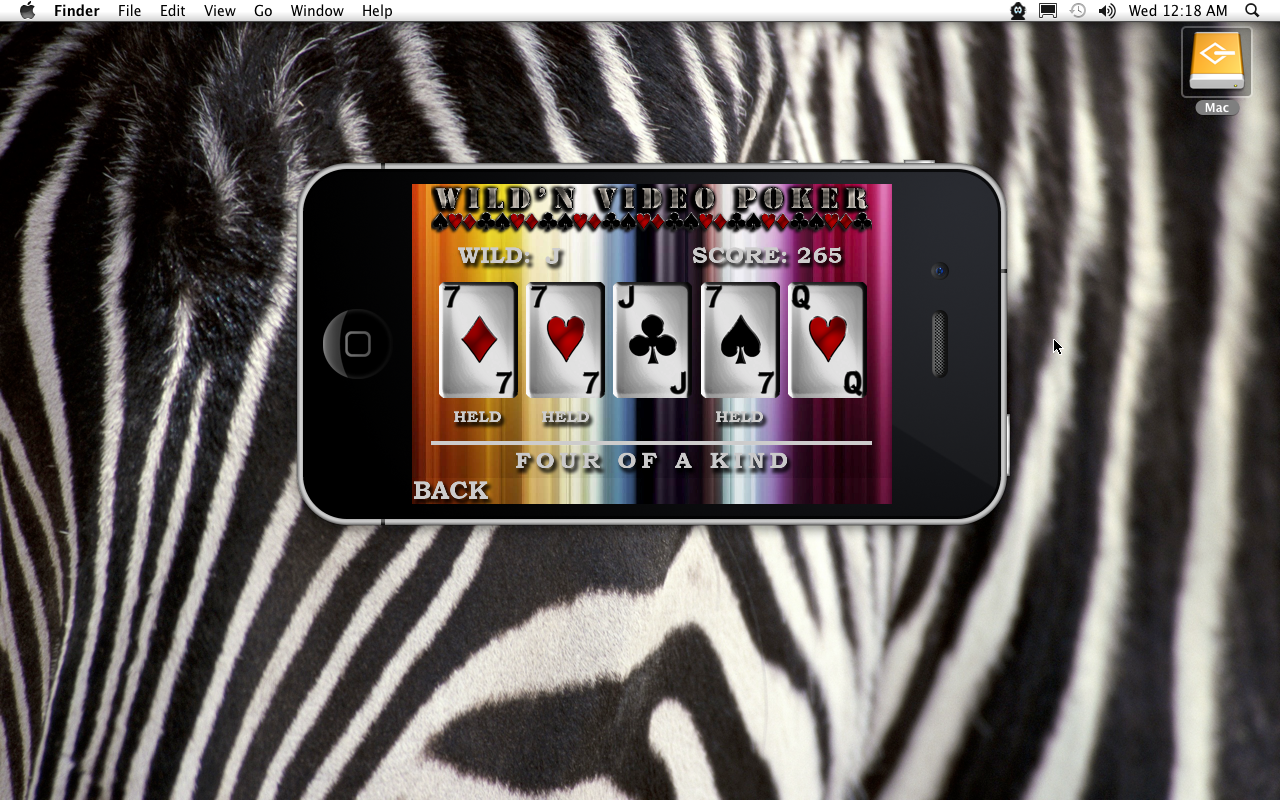 Finder File Edit View Go Window Help Wed 12:18 AM
Mac
WILD'N VIDEO POKER
WILD: J SCORE: 265
7 7 J 7 Q
7 7 J 7 Q
HELD HELD HELD
FOUR OF A KIND
BACK